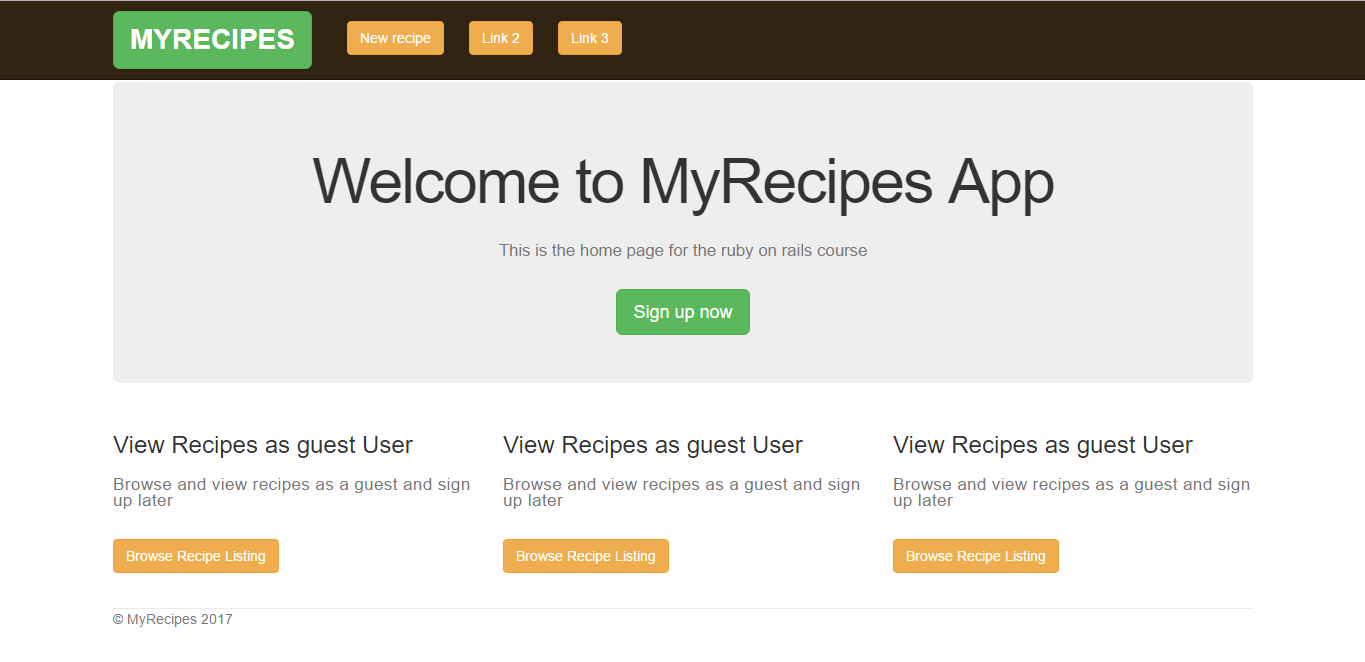 MYRECIPES New recipe Link 2 Link 3
Welcome to MyRecipes App
This is the home page for the ruby on rails course
Sign up now
View Recipes as guest User
Browse and view recipes as a guest and sign
up later
Browse Recipe Listing
View Recipes as guest User
Browse and view recipes as a guest and sign
up later
Browse Recipe Listing
View Recipes as guest User
Browse and view recipes as a guest and sign
up later
Browse Recipe Listing
© MyRecipes 2017